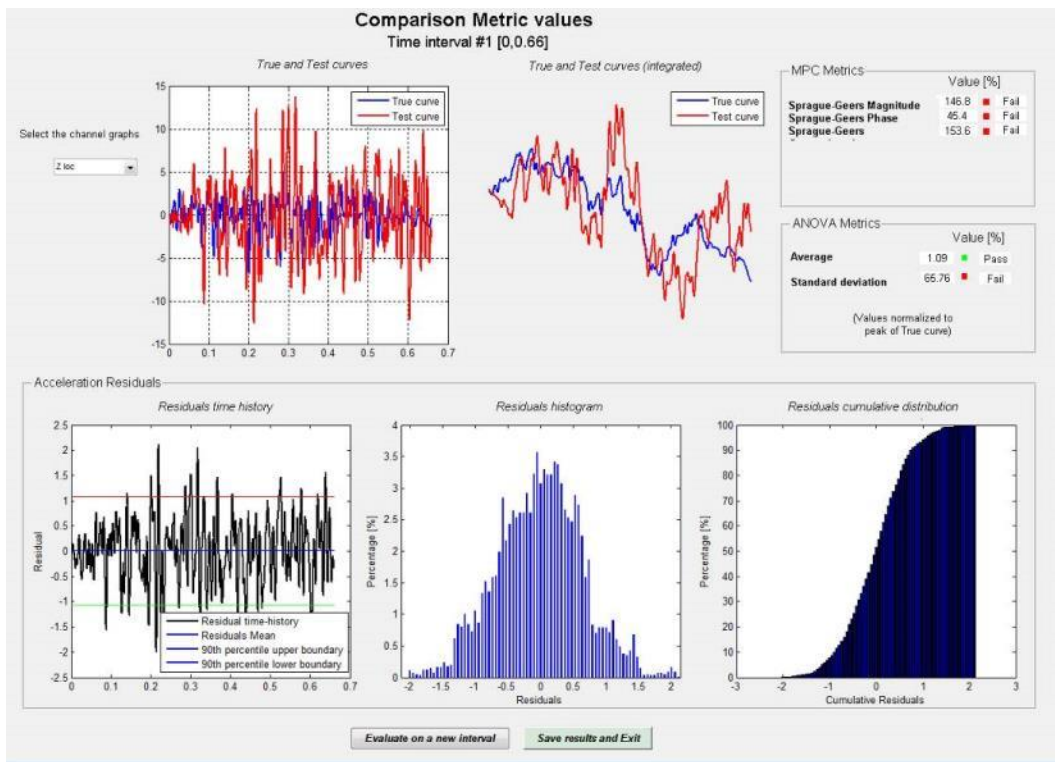 Comparison Metric values
Time interval #1 [0,0.66]
True and Test curves
True and Test curves (integrated)
Select the channel graphs
Z loc
15
10
5
0
-5
-10
-15
0 0.1 0.2 0.3 0.4 0.5 0.6 0.7
True curve
Test curve
True curve
Test curve
MPC Metrics
Value [%]
Sprague-Geers Magnitude 146.8 Fail
Sprague-Geers Phase 45.4 Fail
Sprague-Geers 153.6 Fail
ANOVA Metrics
Value [%]
Average 1.09 Pass
Standard deviation 65.76 Fail
(Values normalized to
peak of True curve)
Acceleration Residuals
Residuals time history
Residual
2.5
2
1.5
1
0.5
0
-0.5
-1
-1.5
-2
-2.5
0 0.1 0.2 0.3 0.4 0.5 0.6 0.7
Residual time-history
Residuals Mean
90th percentile upper boundary
90th percentile lower boundary
Residuals histogram
Percentage [%]
4
3.5
3
2.5
2
1.5
1
0.5
0
-2 -1.5 -1 -0.5 0 0.5 1 1.5 2
Residuals
Residuals cumulative distribution
Percentage [%]
100
90
80
70
60
50
40
30
20
10
0
-3 -2 -1 0 1 2 3
Cumulative Residuals
Evaluate on a new interval
Save results and Exit